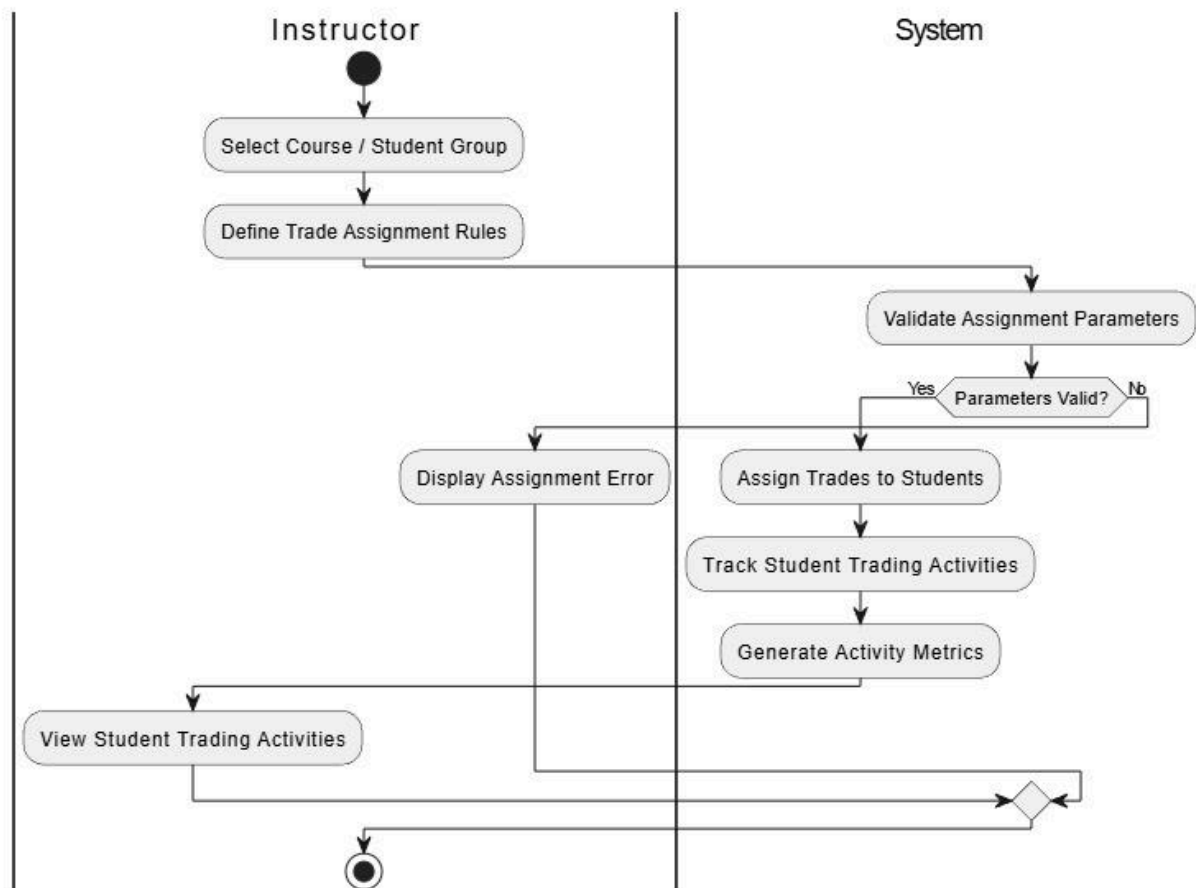 Instructor
System
Select Course / Student Group
Define Trade Assignment Rules
Validate Assignment Parameters
Yes
Parameters Valid?
No
Display Assignment Error
Assign Trades to Students
Track Student Trading Activities
Generate Activity Metrics
View Student Trading Activities